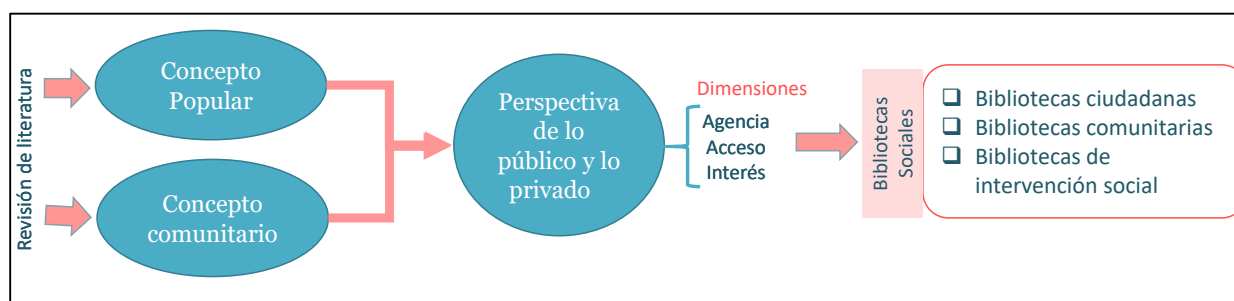 Revisión de literatura
Concepto
Popular
Concepto
comunitario
Perspectiva
de lo
público y lo
privado
Dimensiones
Agencia
Acceso
Interés
Bibliotecas
Sociales
Bibliotecas ciudadanas
Bibliotecas comunitarias
Bibliotecas de
intervención social